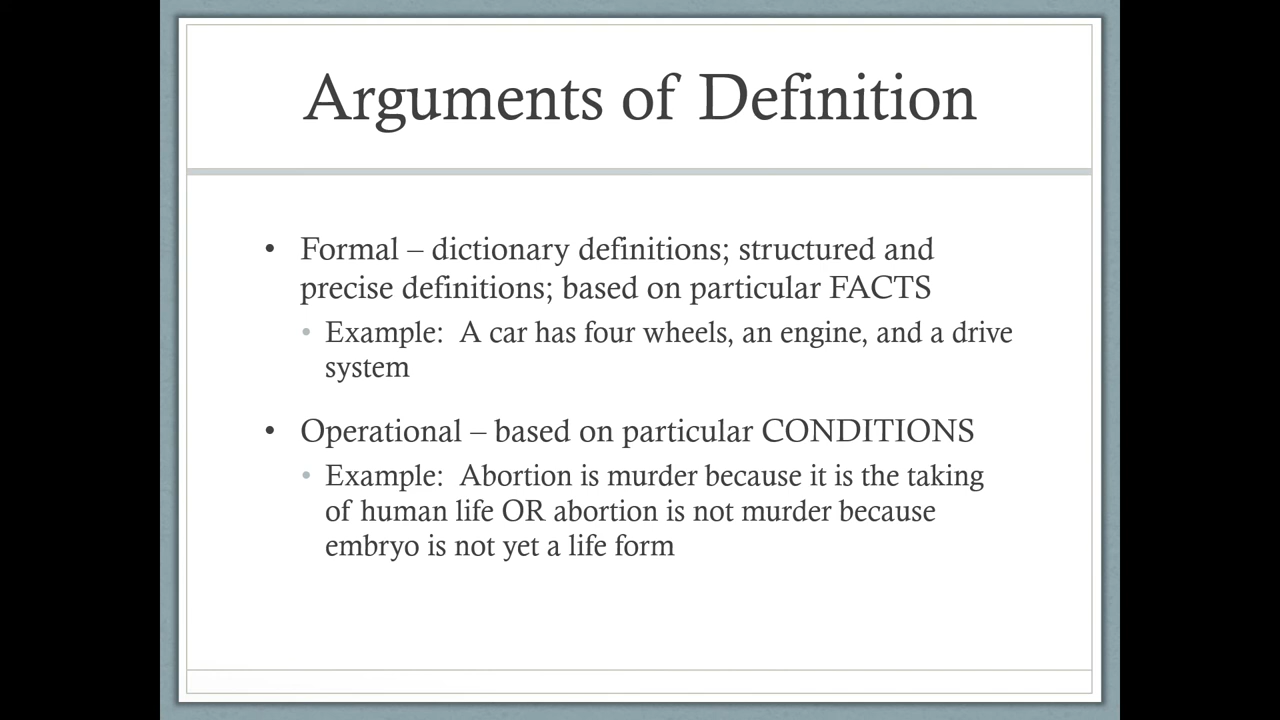 Arguments of Definition
• Formal – dictionary definitions; structured and
precise definitions; based on particular FACTS
• Example:  A car has four wheels, an engine, and a drive
system
• Operational – based on particular CONDITIONS
• Example:  Abortion is murder because it is the taking
of human life OR abortion is not murder because
embryo is not yet a life form